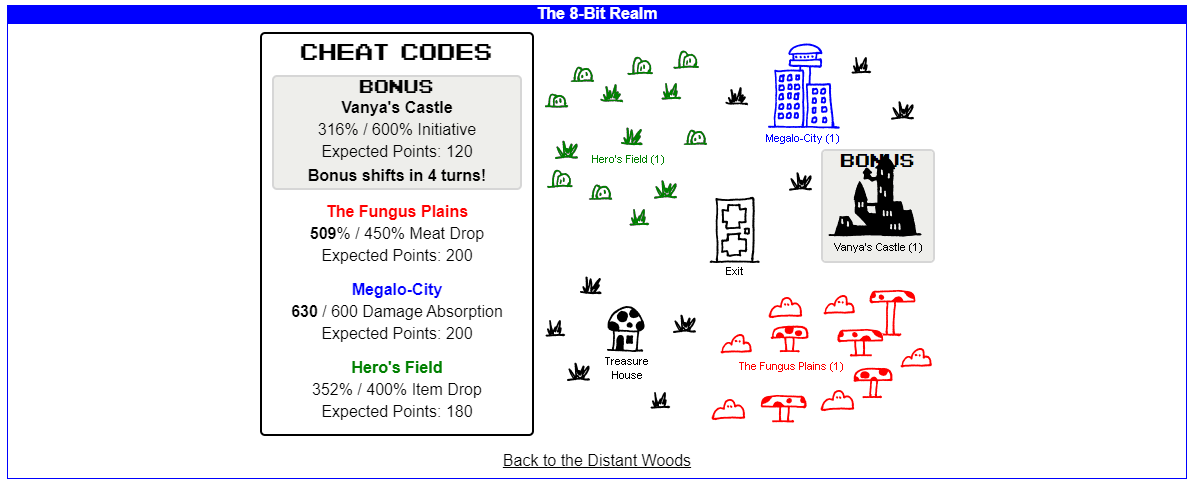 The 8-Bit Realm
CHEAT CODES
BONUS
Vanya's Castle
316% / 600% Initiative
Expected Points: 120
Bonus shifts in 4 turns!
The Fungus Plains
509% / 450% Meat Drop
Expected Points: 200
Megalo-City
630 / 600 Damage Absorption
Expected Points: 200
Hero's Field
352% / 400% Item Drop
Expected Points: 180
Megalo-City (1)
Hero's Field (1)
BONUS
Vanya's Castle (1)
Exit
Treasure
House
The Fungus Plains (1)
Back to the Distant Woods